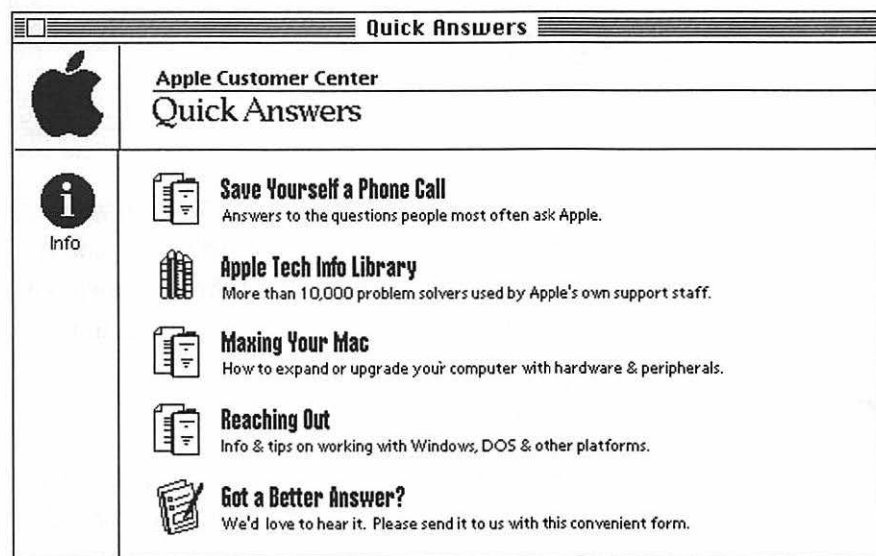 Quick Answers
Apple Customer Center
Quick Answers
Info
Save Yourself a Phone Call
Answers to the questions people most often ask Apple.
Apple Tech Info Library
More than 10,000 problem solvers used by Apple's own support staff.
Maxing Your Mac
How to expand or upgrade your computer with hardware & peripherals.
Reaching Out
Info & tips on working with Windows, DOS & other platforms.
Got a Better Answer?
We'd love to hear it. Please send it to us with this convenient form.